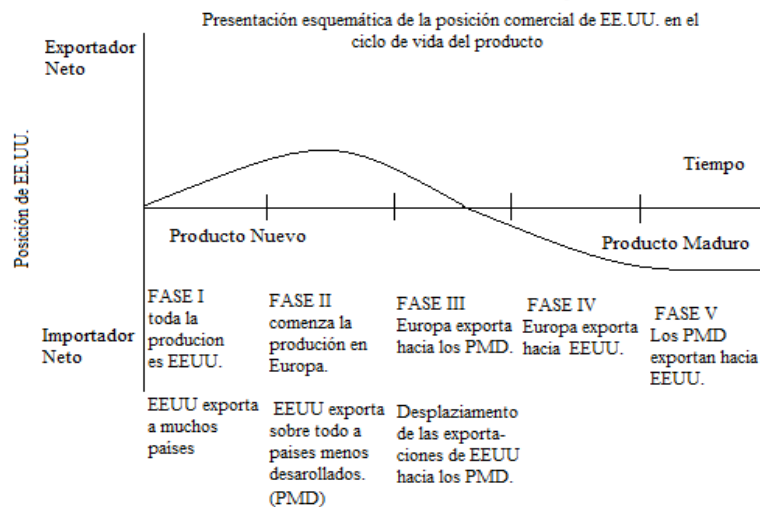 Presentación esquemática de la posición comercial de EE.UU. en el
ciclo de vida del producto
Exportador
Neto
Posición de EE.UU.
Tiempo
Producto Nuevo
Producto Maduro
Importador
Neto
FASE I
toda la
producion
es EEUU.
FASE II
comenza la
produción en
Europa.
FASE III
Europa exporta
hacia los PMD.
FASE IV
Europa exporta
hacia EEUU.
FASE V
Los PMD
exportan hacia
EEUU.
EEUU exporta
a muchos
países
EEUU exporta
sobre todo a
paises menos
desarollados.
(PMD)
Desplaziamento
de las exporta-
ciones de EEUU
hacia los PMD.